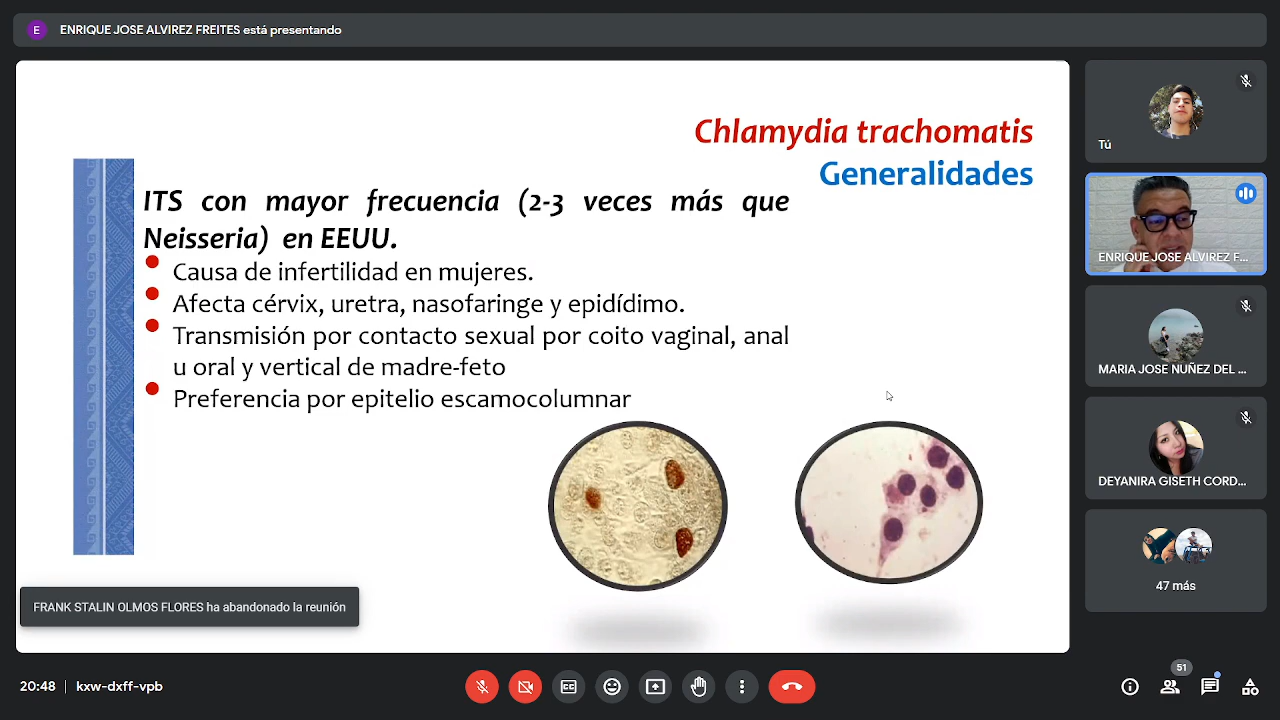 E
ENRIQUE JOSE ALVIREZ FREITES está presentando
Chlamydia trachomatis
Generalidades
ITS con mayor frecuencia (2-3 veces más que
Neisseria) en EEUU.
Causa de infertilidad en mujeres.
Afecta cérvix, uretra, nasofaringe y epidídimo.
Transmisión por contacto sexual por coito vaginal, anal
u oral y vertical de madre-feto
Preferencia por epitelio escamocolumnar
FRANK STALIN OLMOS FLORES ha abandonado la reunión
Tú
ENRIQUE JOSE ALVIREZ F...
MARIA JOSE NUÑEZ DEL ...
DEYANIRA GISETH CORD...
47 más
20:48
kxw-dxff-vpb
51